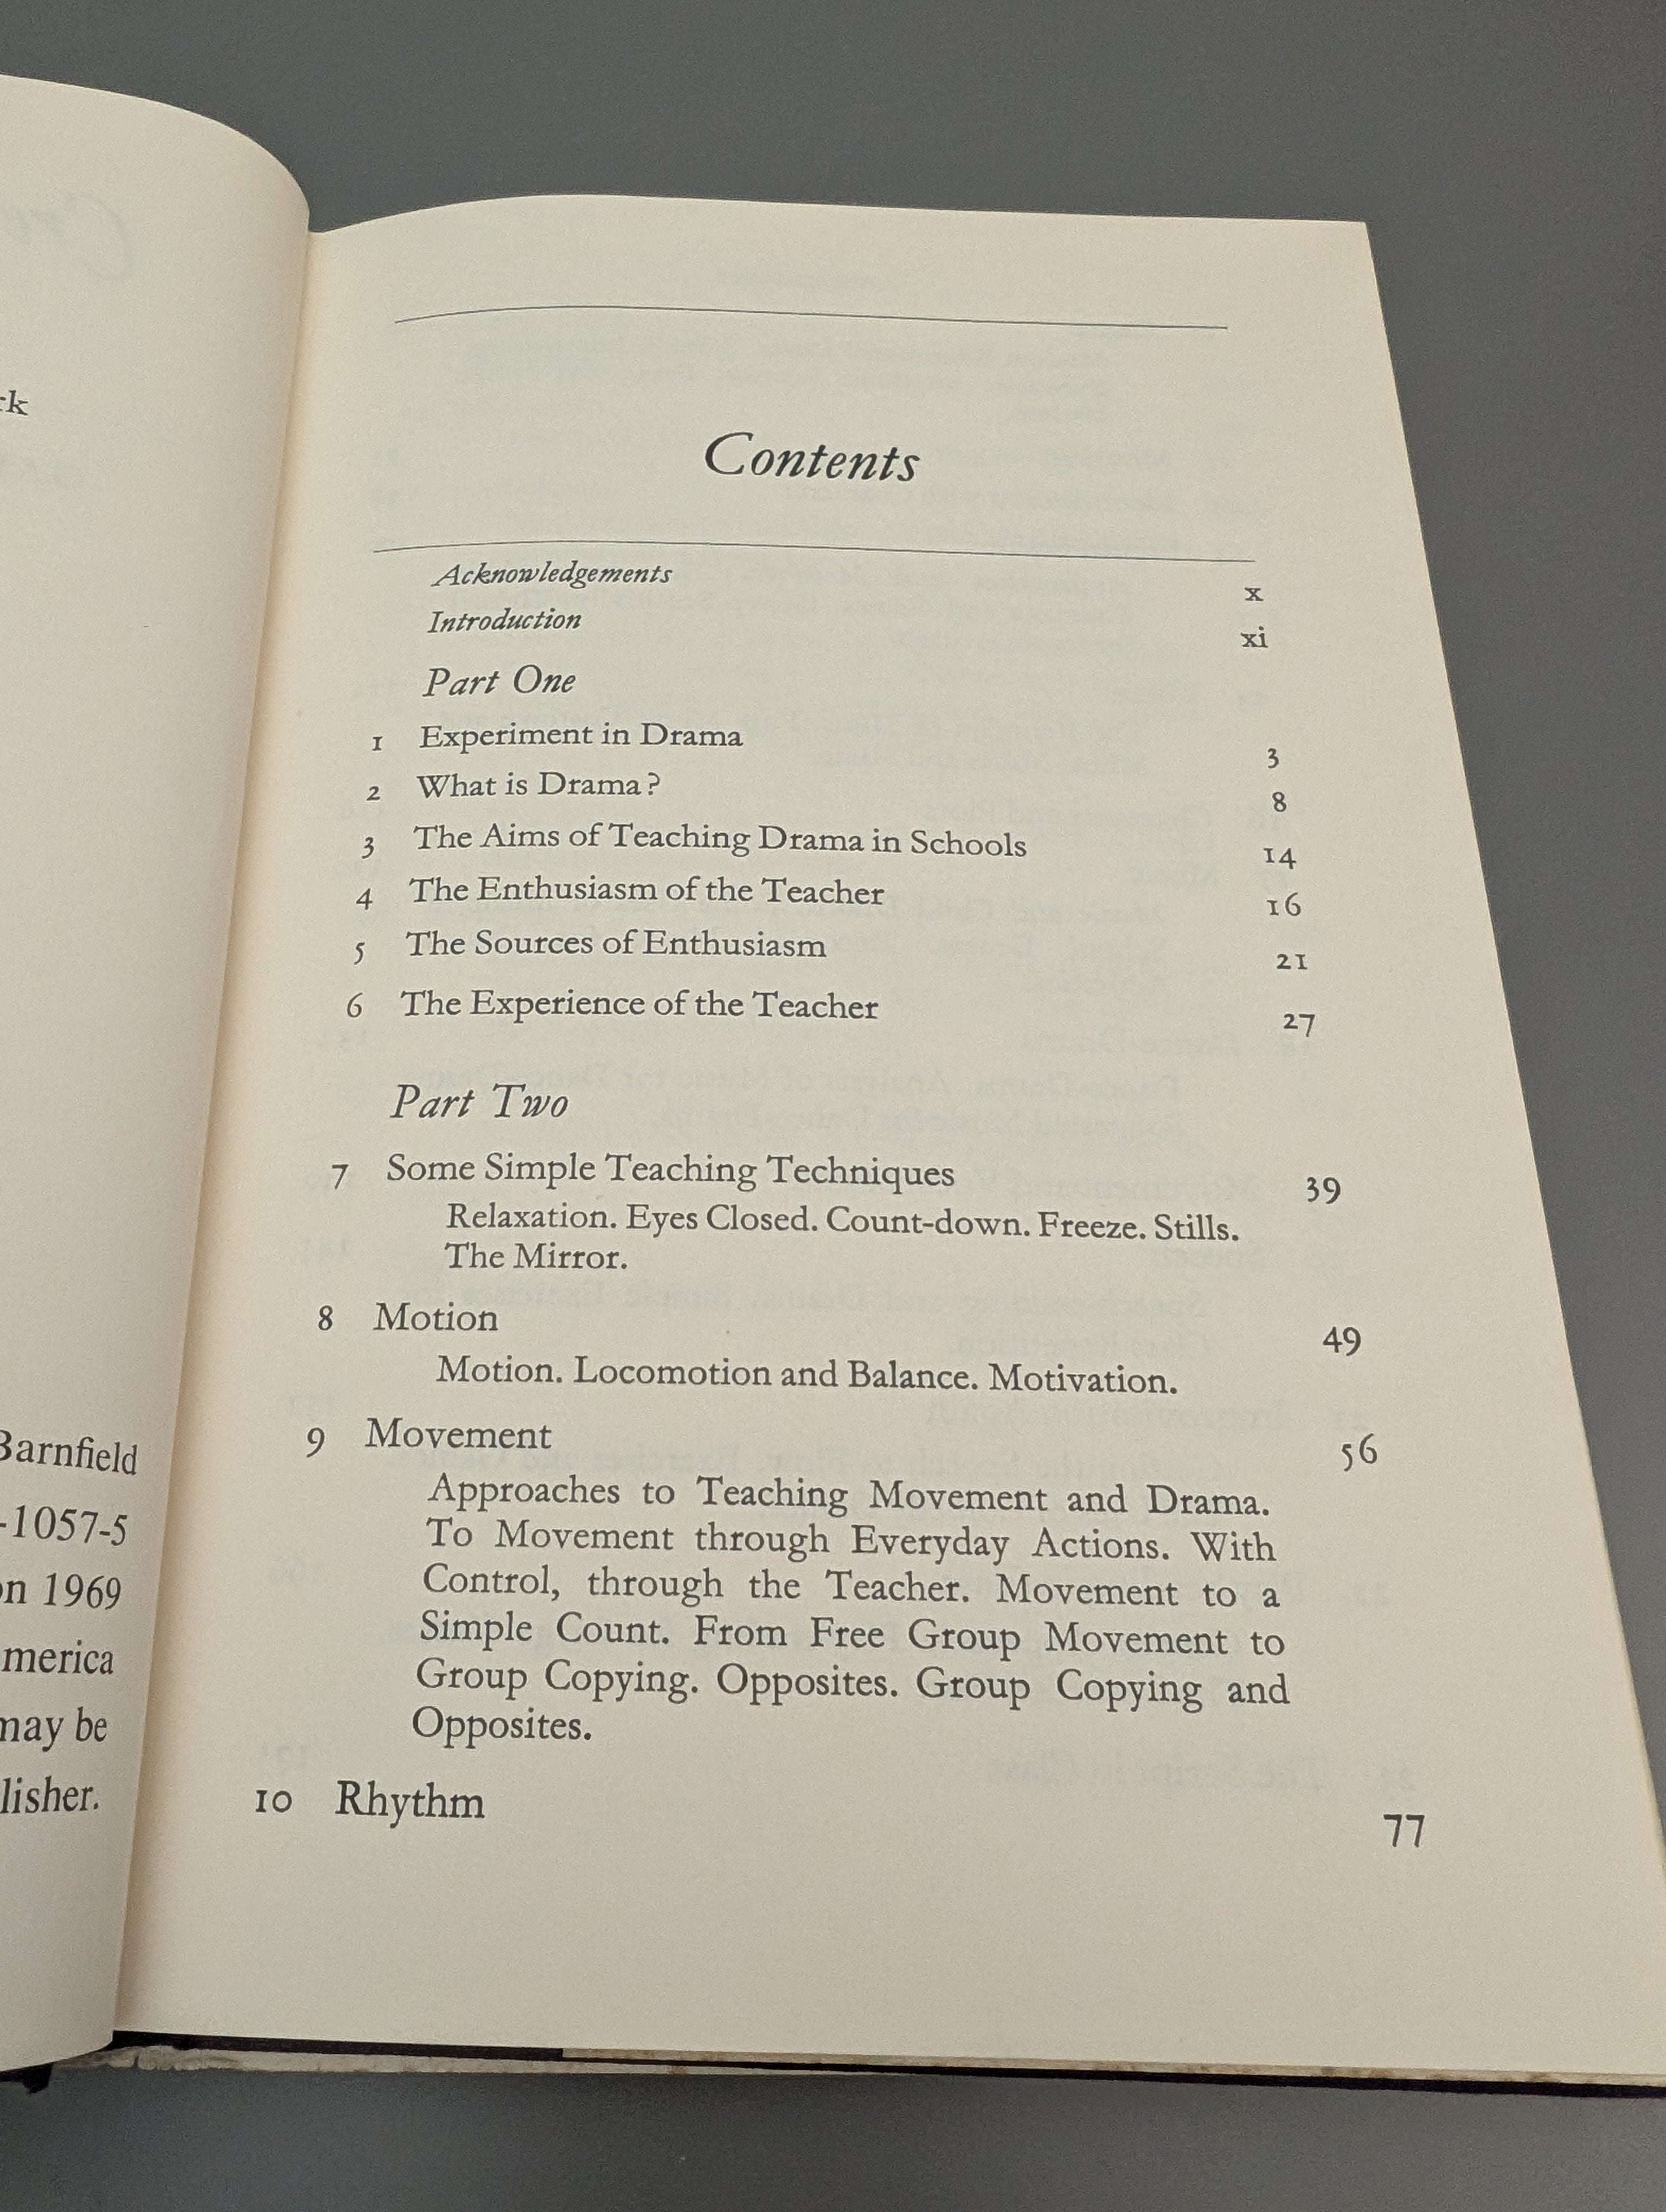 Barnfield
-1057-5
1969
may be
Contents
Acknowledgements x
Introduction xi
Part One
1 Experiment in Drama 3
2 What is Drama? 8
3 The Aims of Teaching Drama in Schools 14
4 The Enthusiasm of the Teacher 16
5 The Sources of Enthusiasm 21
6 The Experience of the Teacher 27
Part Two
7 Some Simple Teaching Techniques 39
Relaxation. Eyes Closed. Count-down. Freeze. Stills.
The Mirror.
8 Motion 49
Motion. Locomotion and Balance. Motivation.
9 Movement 56
Approaches to Teaching Movement and Drama.
To Movement through Everyday Actions. With
Control, through the Teacher. Movement to a
Simple Count. From Free Group Movement to
Group Copying. Opposites. Group Copying and
Opposites.
10 Rhythm 77